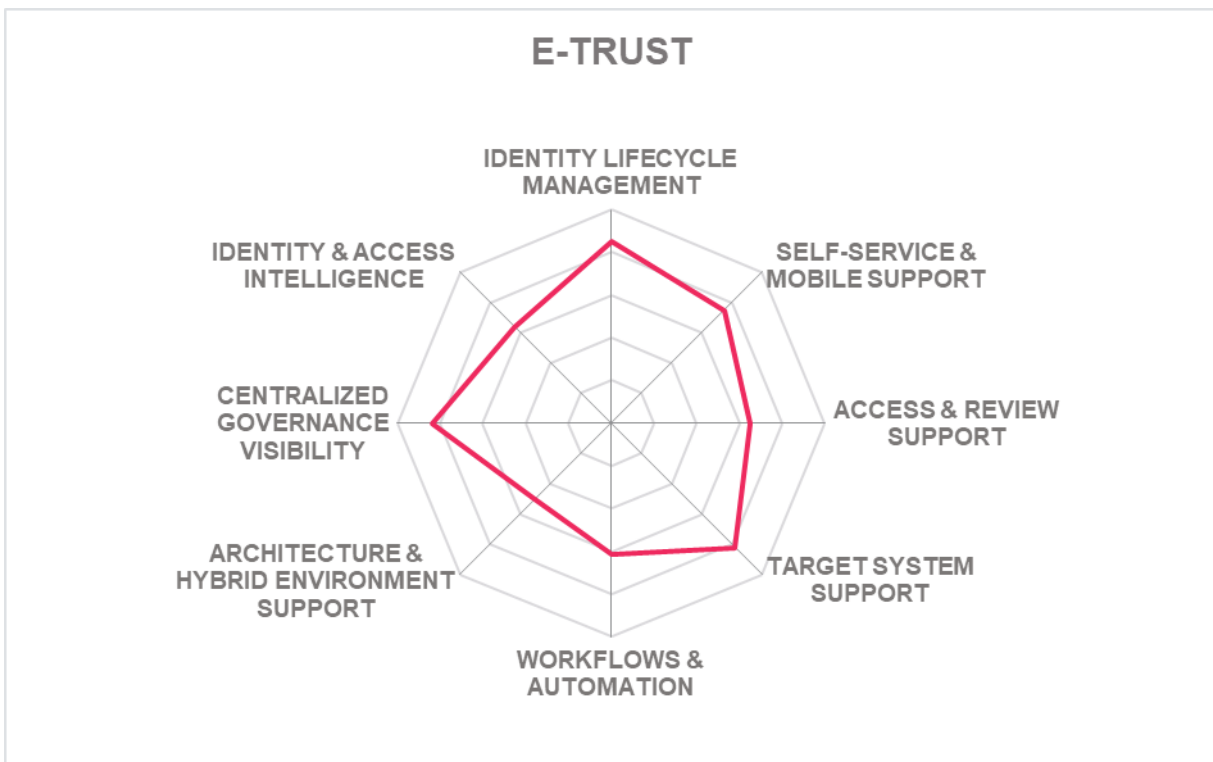 E-TRUST
IDENTITY LIFECYCLE
MANAGEMENT
SELF-SERVICE &
MOBILE SUPPORT
ACCESS & REVIEW
SUPPORT
TARGET SYSTEM
SUPPORT
WORKFLOWS &
AUTOMATION
ARCHITECTURE &
HYBRID ENVIRONMENT
SUPPORT
CENTRALIZED
GOVERNANCE
VISIBILITY
IDENTITY & ACCESS
INTELLIGENCE